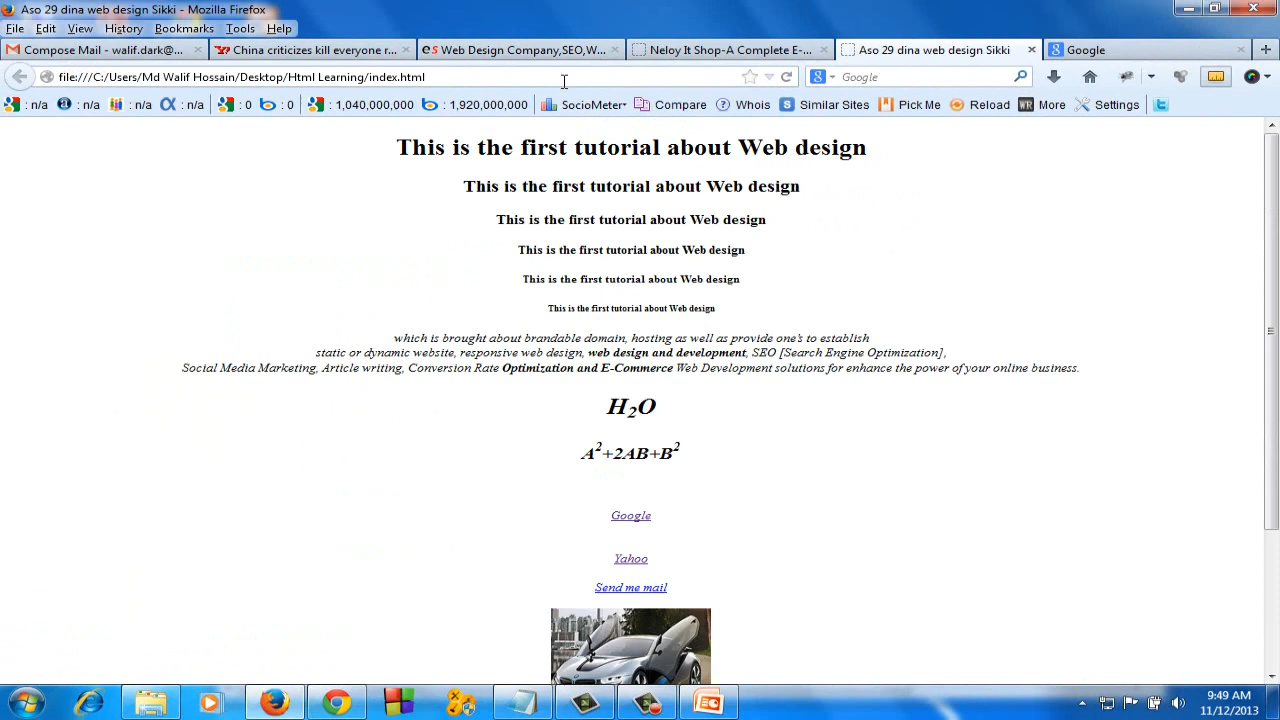 Aso 29 dina web design Sikki - Mozilla Firefox
File Edit View History Bookmarks Tools Help
Compose Mail - walif.dark@... × China criticizes kill everyone r... × Web Design Company,SEO,W... × Neloy It Shop-A Complete E-... × Aso 29 dina web design Sikki × Google × +
file:///C:/Users/Md Walif Hossain/Desktop/Html Learning/index.html Google
: n/a : n/a : n/a : n/a : 0 : 0 : 1,040,000,000 : 1,920,000,000 SocioMeter Compare Whois Similar Sites Pick Me Reload WR More Settings
This is the first tutorial about Web design
This is the first tutorial about Web design
This is the first tutorial about Web design
This is the first tutorial about Web design
This is the first tutorial about Web design
This is the first tutorial about Web design
which is brought about brandable domain, hosting as well as provide one's to establish
static or dynamic website, responsive web design, web design and development, SEO [Search Engine Optimization],
Social Media Marketing, Article writing, Conversion Rate Optimization and E-Commerce Web Development solutions for enhance the power of your online business.
H₂O
A²+2AB+B²
Google
Yahoo
Send me mail
9:49 AM
11/12/2013